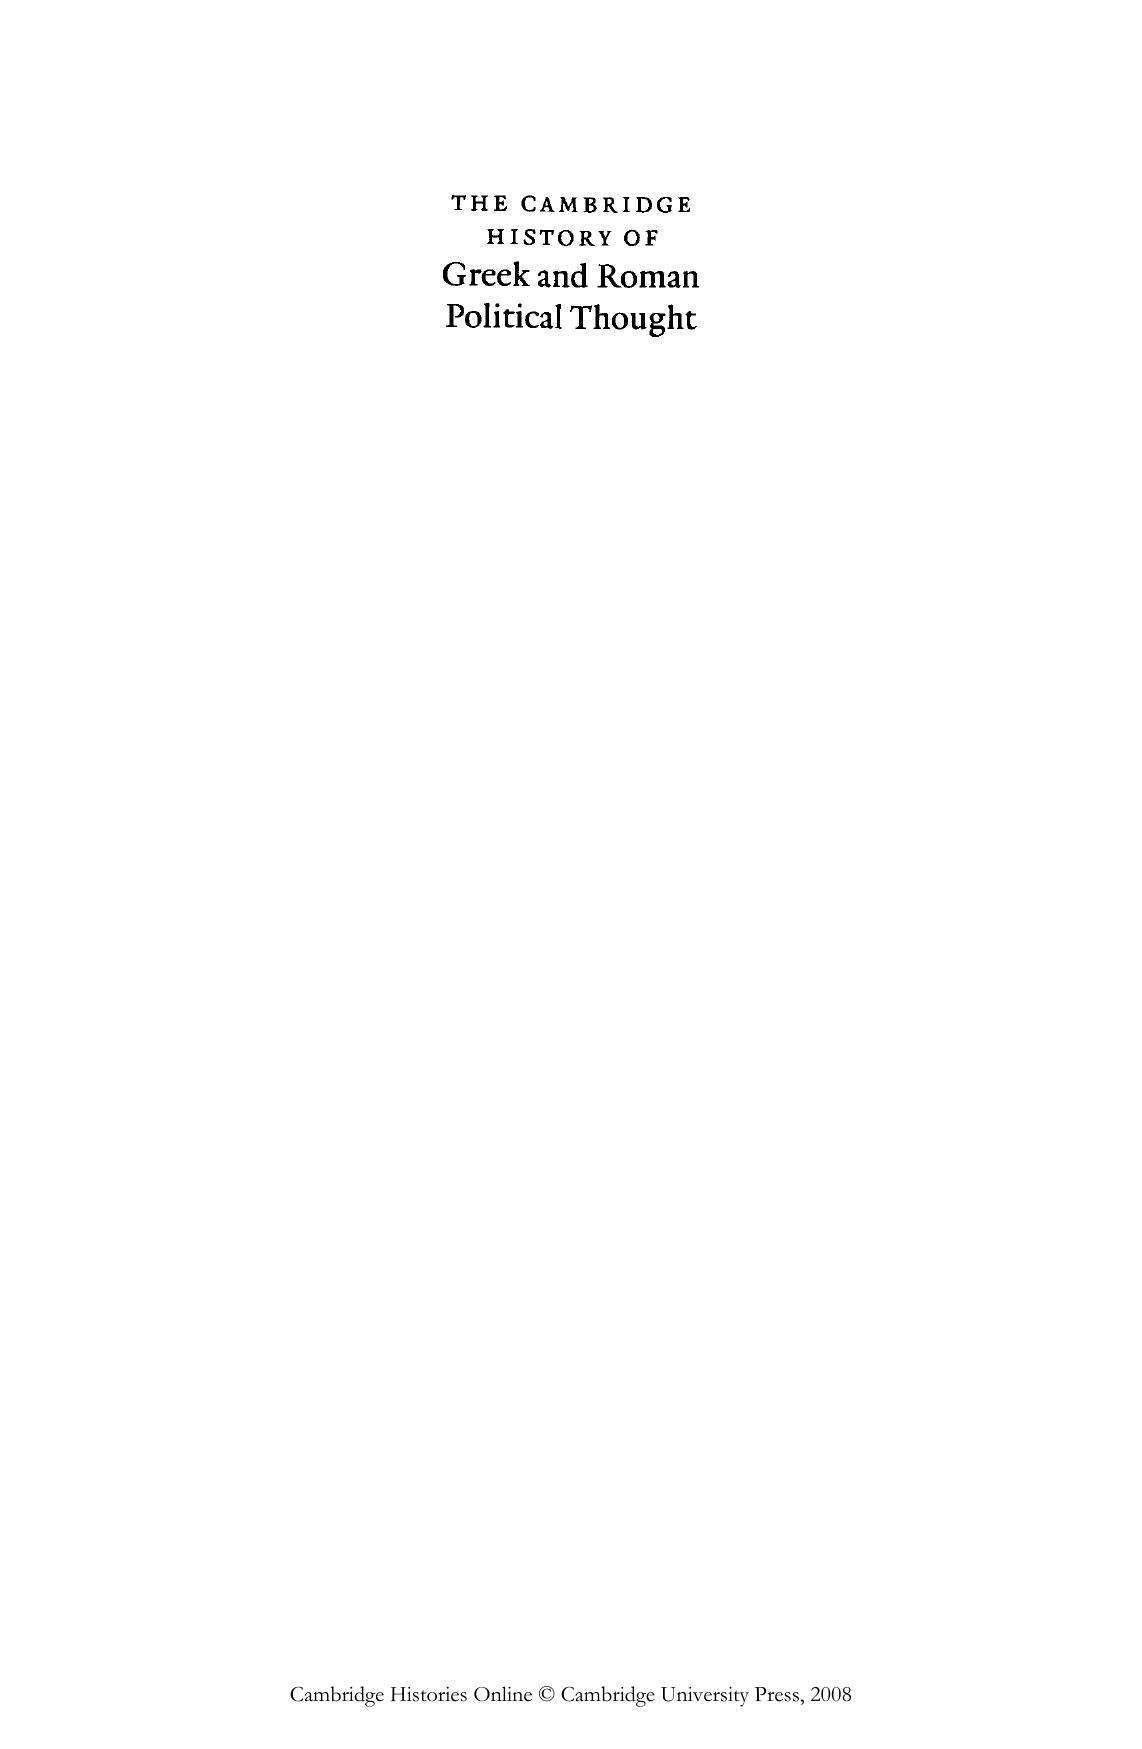 THE CAMBRIDGE
HISTORY OF
Greek and Roman
Political Thought
Cambridge Histories Online © Cambridge University Press, 2008